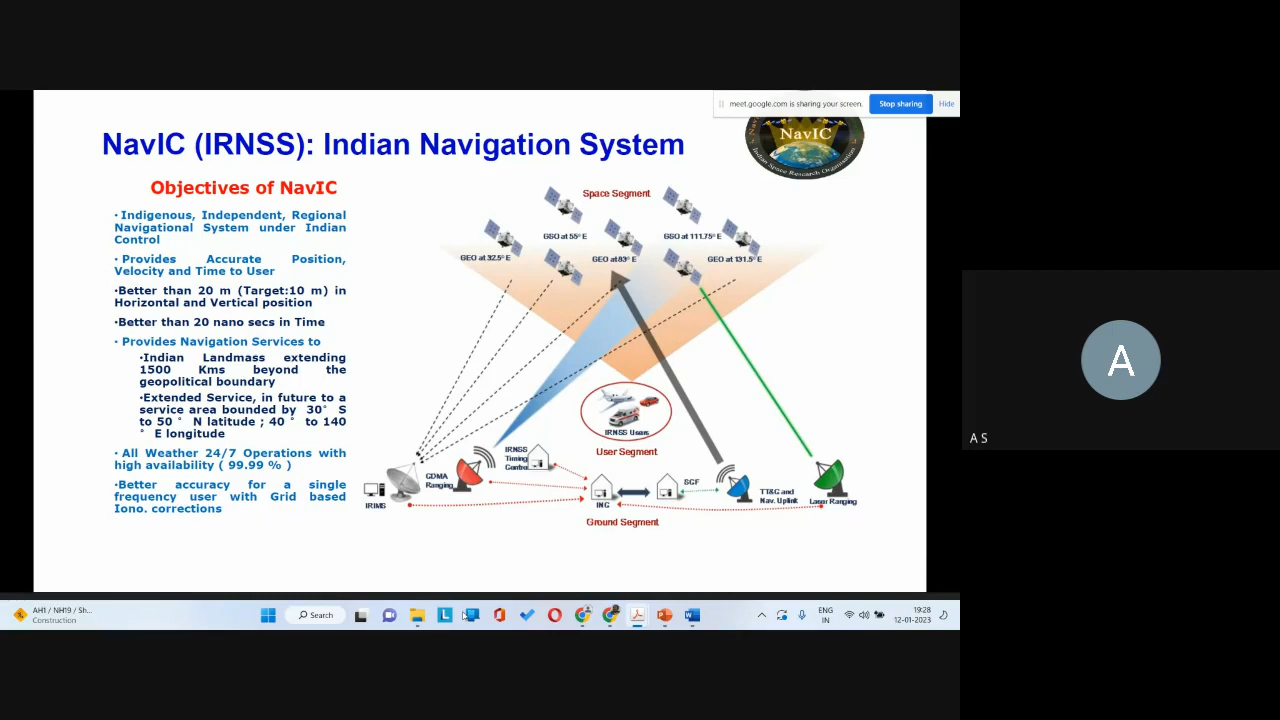 meet.google.com is sharing your screen.
Stop sharing
Hide
NavIC (IRNSS): Indian Navigation System
NavIC
Indian Space Research Organisation
Objectives of NavIC
• Indigenous, Independent, Regional
Navigational System under Indian
Control
• Provides Accurate Position,
Velocity and Time to User
•Better than 20 m (Target:10 m) in
Horizontal and Vertical position
•Better than 20 nano secs in Time
• Provides Navigation Services to
•Indian Landmass extending
1500 Kms beyond the
geopolitical boundary
•Extended Service, in future to a
service area bounded by 30° S
to 50 ° N latitude ; 40 ° to 140
° E longitude
• All Weather 24/7 Operations with
high availability ( 99.99 % )
•Better accuracy for a single
frequency user with Grid based
Iono. corrections
Space Segment
GSO at 55° E
GSO at 111.75° E
GEO at 32.5° E
GEO at 83° E
GEO at 131.5° E
IRNSS Users
User Segment
IRNSS
Timing
CDMA
Ranging
SCF
TT&C and
Nav. Uplink
Laser Ranging
IRIMS
INC
Ground Segment
A
A S
AH1 / NH19 / Sh...
Construction
Search
ENG
IN
19:28
12-01-2023